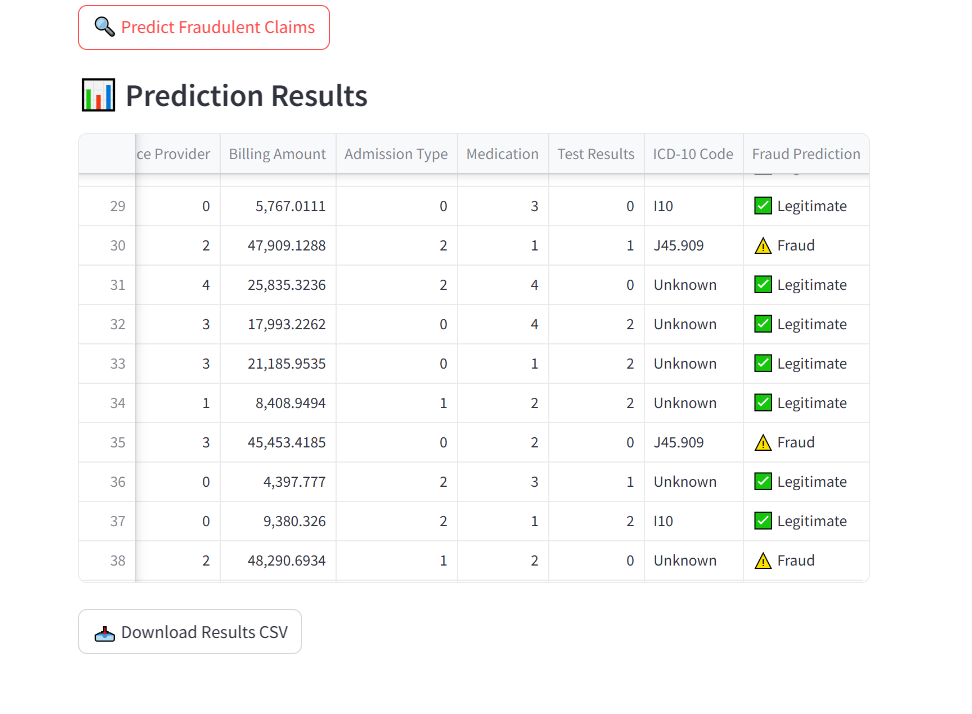 Predict Fraudulent Claims
Prediction Results
ce Provider Billing Amount Admission Type Medication Test Results ICD-10 Code Fraud Prediction
29 0 5,767.0111 0 3 0 I10 Legitimate
30 2 47,909.1288 2 1 1 J45.909 Fraud
31 4 25,835.3236 2 4 0 Unknown Legitimate
32 3 17,993.2262 0 4 2 Unknown Legitimate
33 3 21,185.9535 0 1 2 Unknown Legitimate
34 1 8,408.9494 1 2 2 Unknown Legitimate
35 3 45,453.4185 0 2 0 J45.909 Fraud
36 0 4,397.777 2 3 1 Unknown Legitimate
37 0 9,380.326 2 1 2 I10 Legitimate
38 2 48,290.6934 1 2 0 Unknown Fraud
Download Results CSV